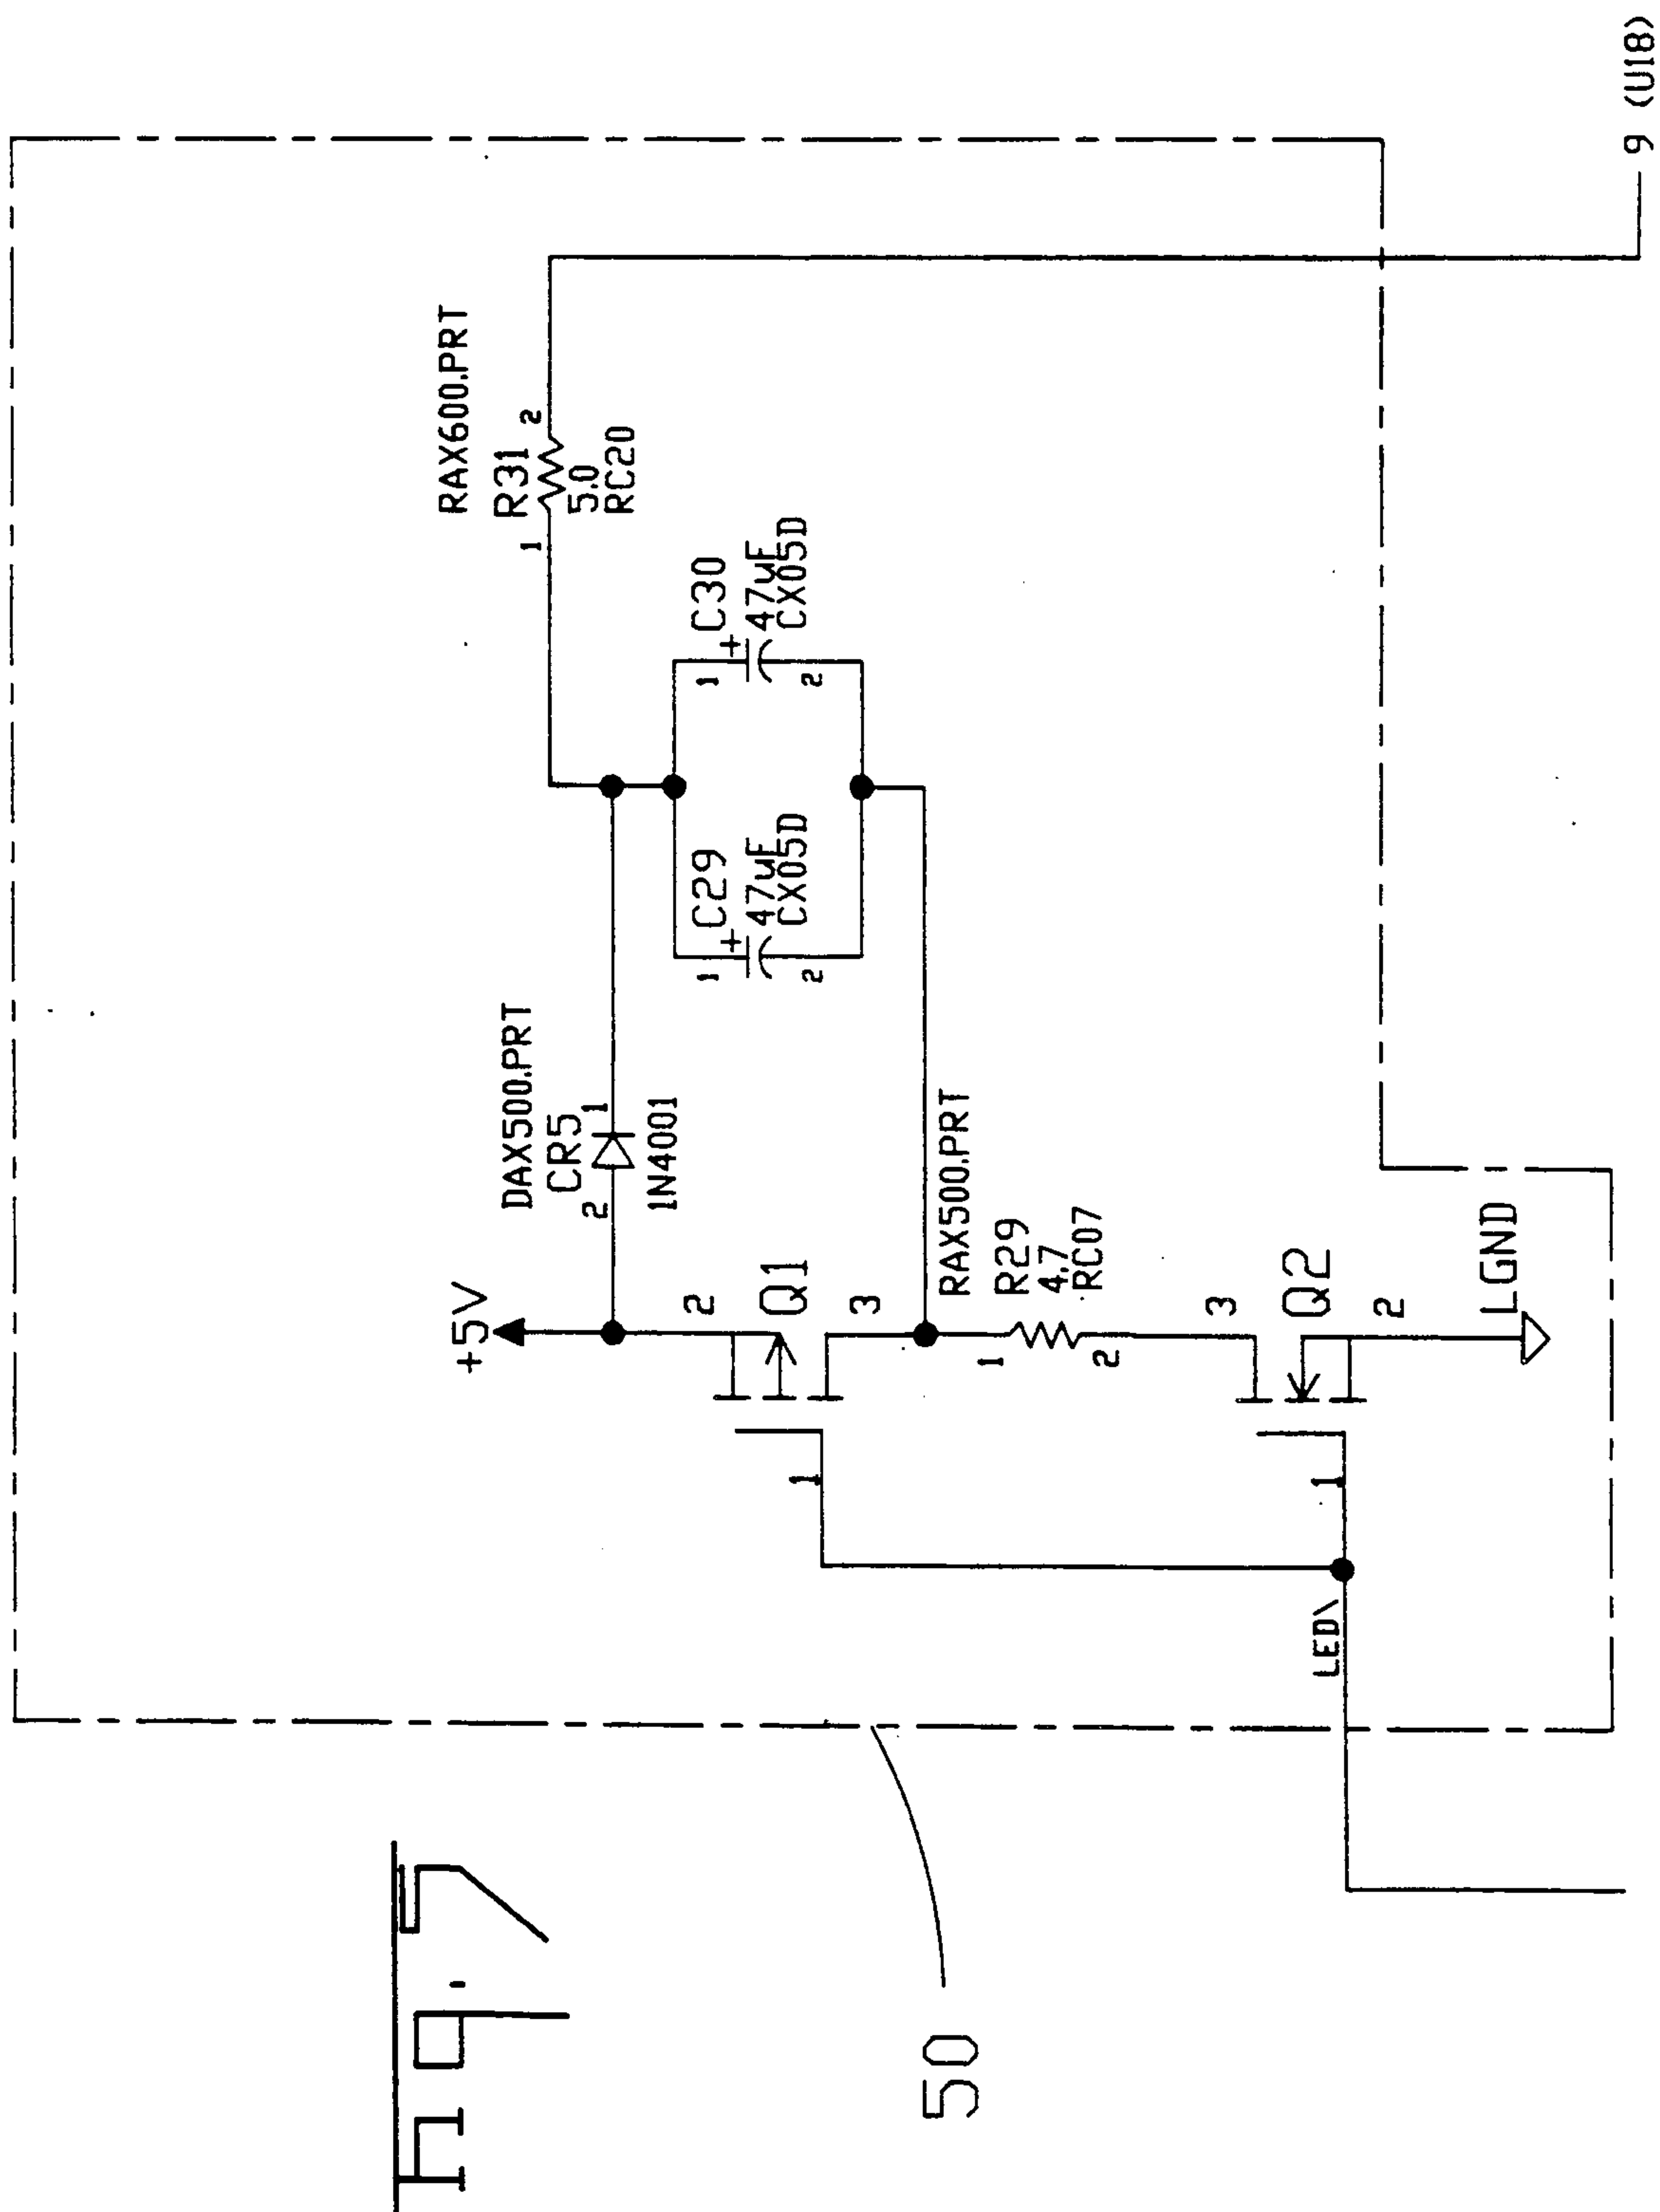 Fig. 7
50
+5V
DAX500.PRT
CR5
2
1
1N4001
RAX600.PRT
R31
1
2
5.0
RC20
2
Q1
3
1
C29
1
+
47uF
CX05D
2
C30
1
+
47uF
CX05D
2
RAX500.PRT
R29
4.7
RC07
1
2
3
Q2
2
1
LED\
LGND
9 (U18)